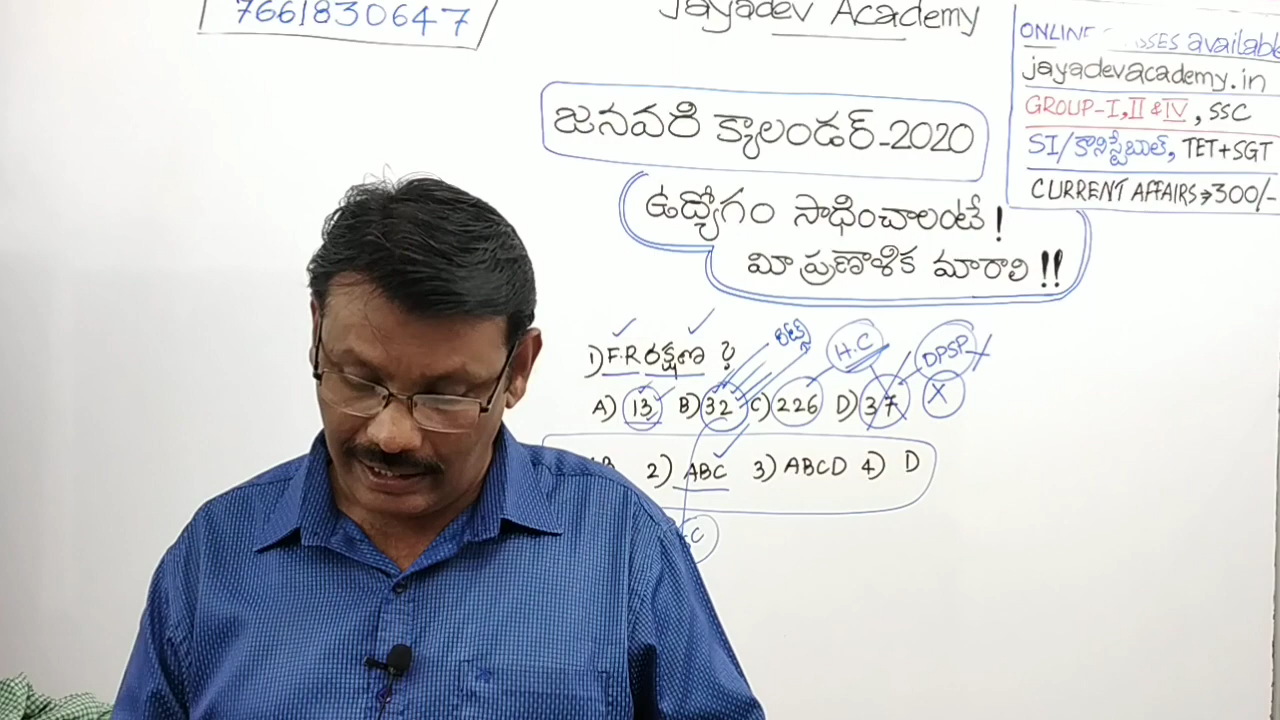 7661830647
Jayadev Academy
ONLINE available
jayadevacademy.in
GROUP-I,II & IV, SSC
SI/కానిస్టేబుల్, TET+SGT
CURRENT AFFAIRS→300/-
జనవరి క్యాలండర్-2020
ఉద్యోగం సాధించాలంటే!
మీ ప్రణాళిక మారాలి!!
1) F.R రక్షణ ?
రిట్స్
H.C
DPSP X
A) 13 B) 32 C) 226 D) 37 X
2) ABC 3) ABCD 4) D